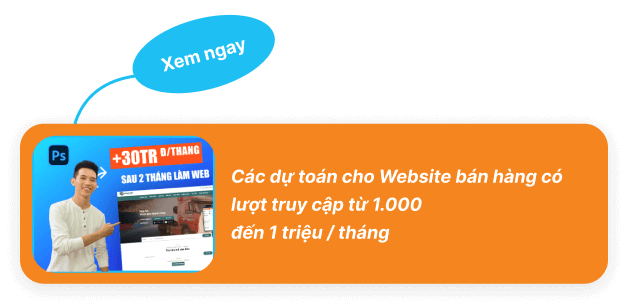 Xem ngay
Ps
+30TR Đ/THANG
SAU 2 THÁNG LÀM WEB
Các dự toán cho Website bán hàng có
lượt truy cập từ 1.000
đến 1 triệu / tháng